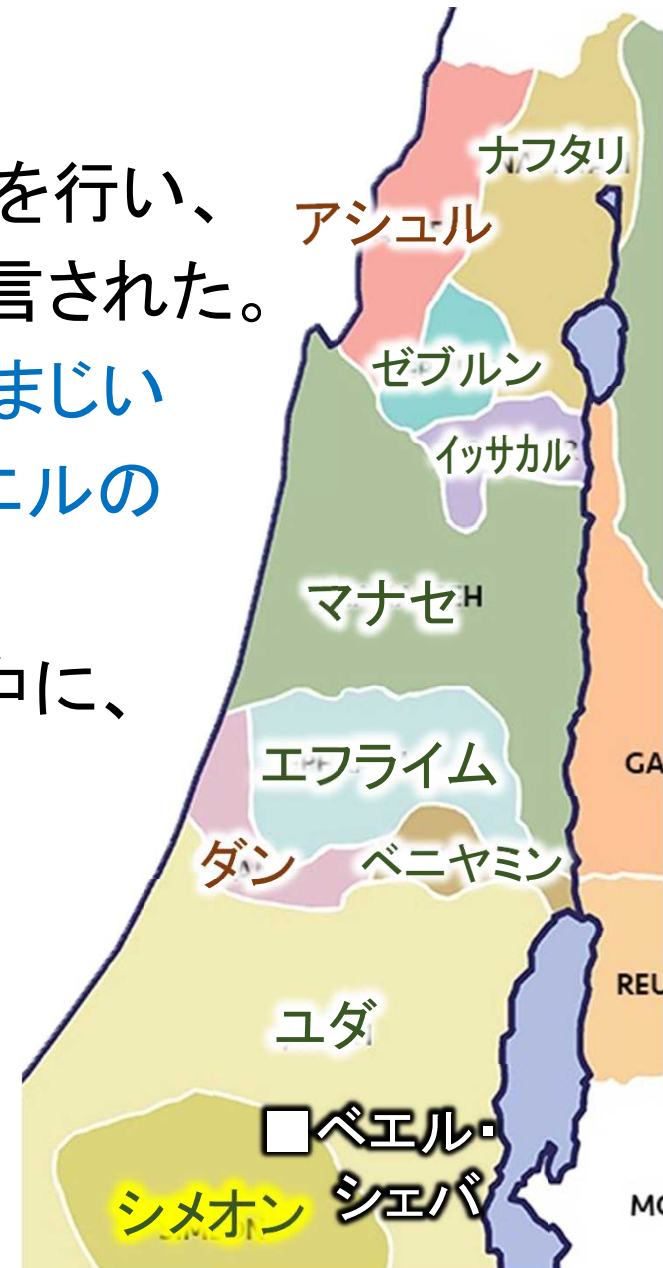 を行い、
言された。
まじい
エルの
中に、
ナフタリ
アシュル
ゼブルン
イッサカル
マナセ
エフライム
ダン
ベニヤミン
ユダ
■ベエル・
シェバ
シメオン
GA
REU
MO